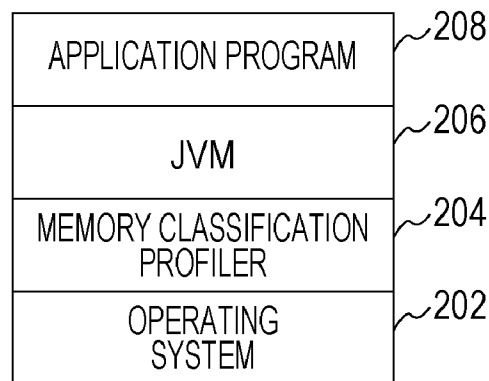 APPLICATION PROGRAM
208
JVM
206
MEMORY CLASSIFICATION
PROFILER
204
OPERATING
SYSTEM
202